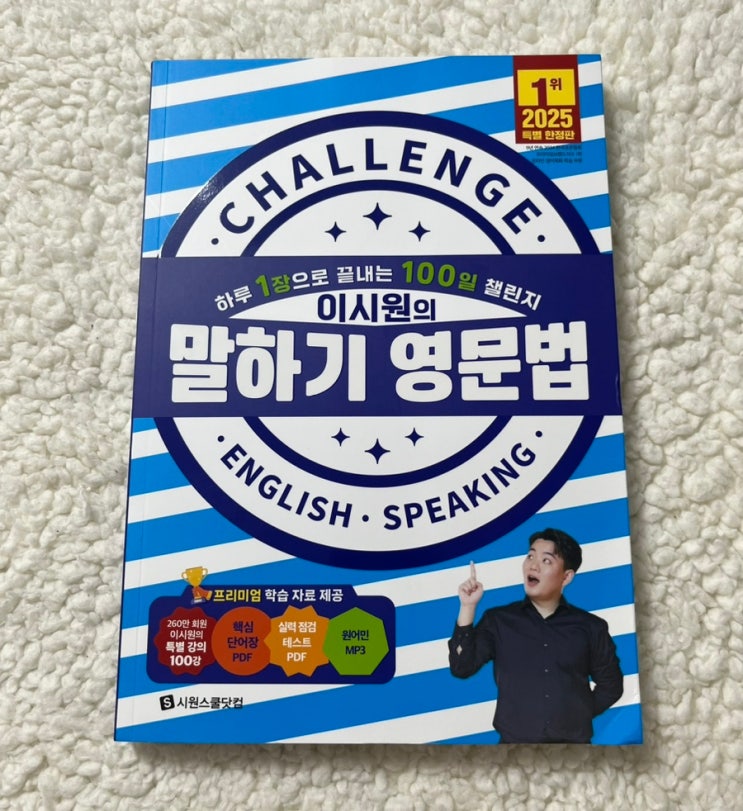 1위
2025
특별 한정판
CHALLENGE
하루 1장으로 끝내는 100일 챌린지
이시원의
말하기 영문법
ENGLISH · SPEAKING
프리미엄 학습 자료 제공
260만 회원
이시원의
특별 강의
100강
핵심
단어장
PDF
실력 점검
테스트
PDF
원어민
MP3
S 시원스쿨닷컴